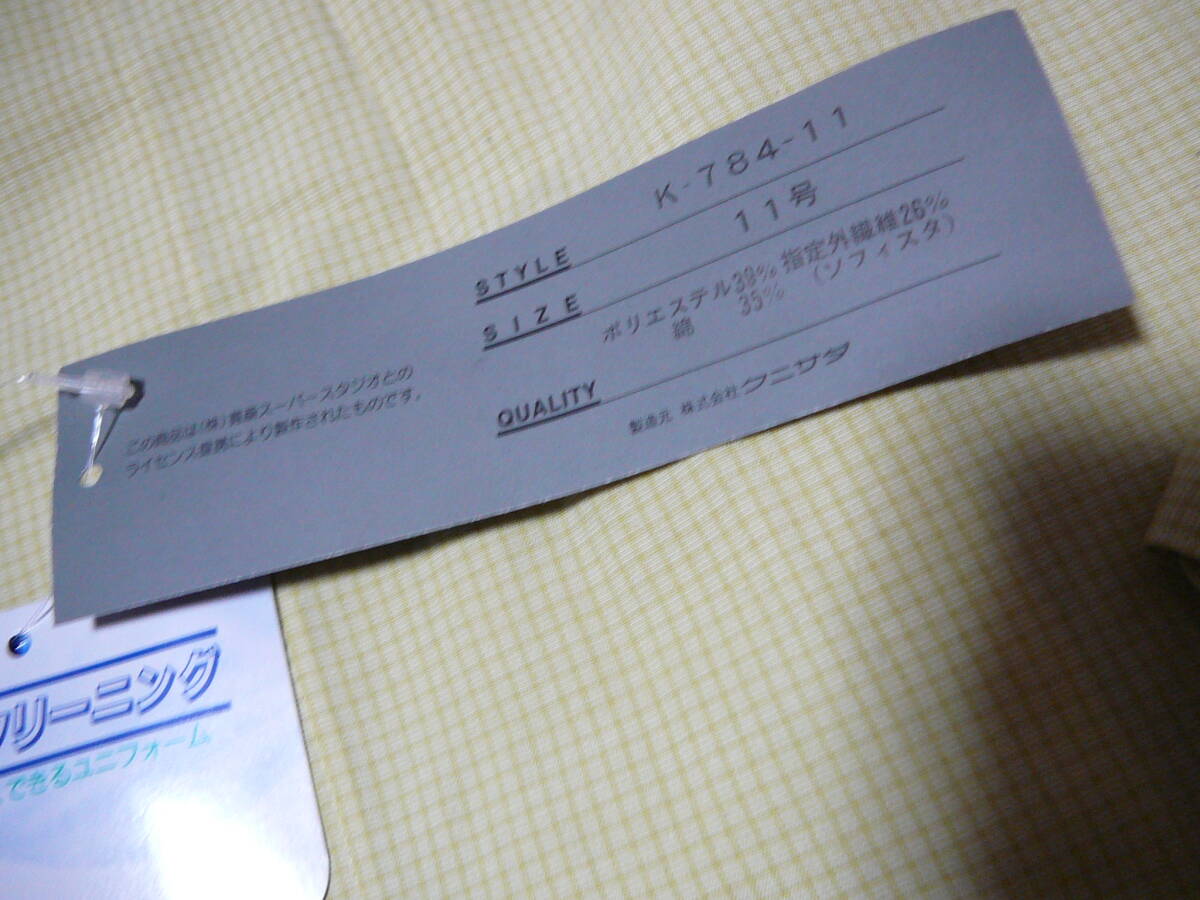 STYLE K-784-11
SIZE 11号
QUALITY ポリエステル39% 指定外繊維26%
綿 35% (ソフィスタ)
製造元 株式会社クニサダ
この商品は(株)貴窓スーパースタジオとの
ライセンス提携により製作されたものです。
クリーニング
できるユニフォーム